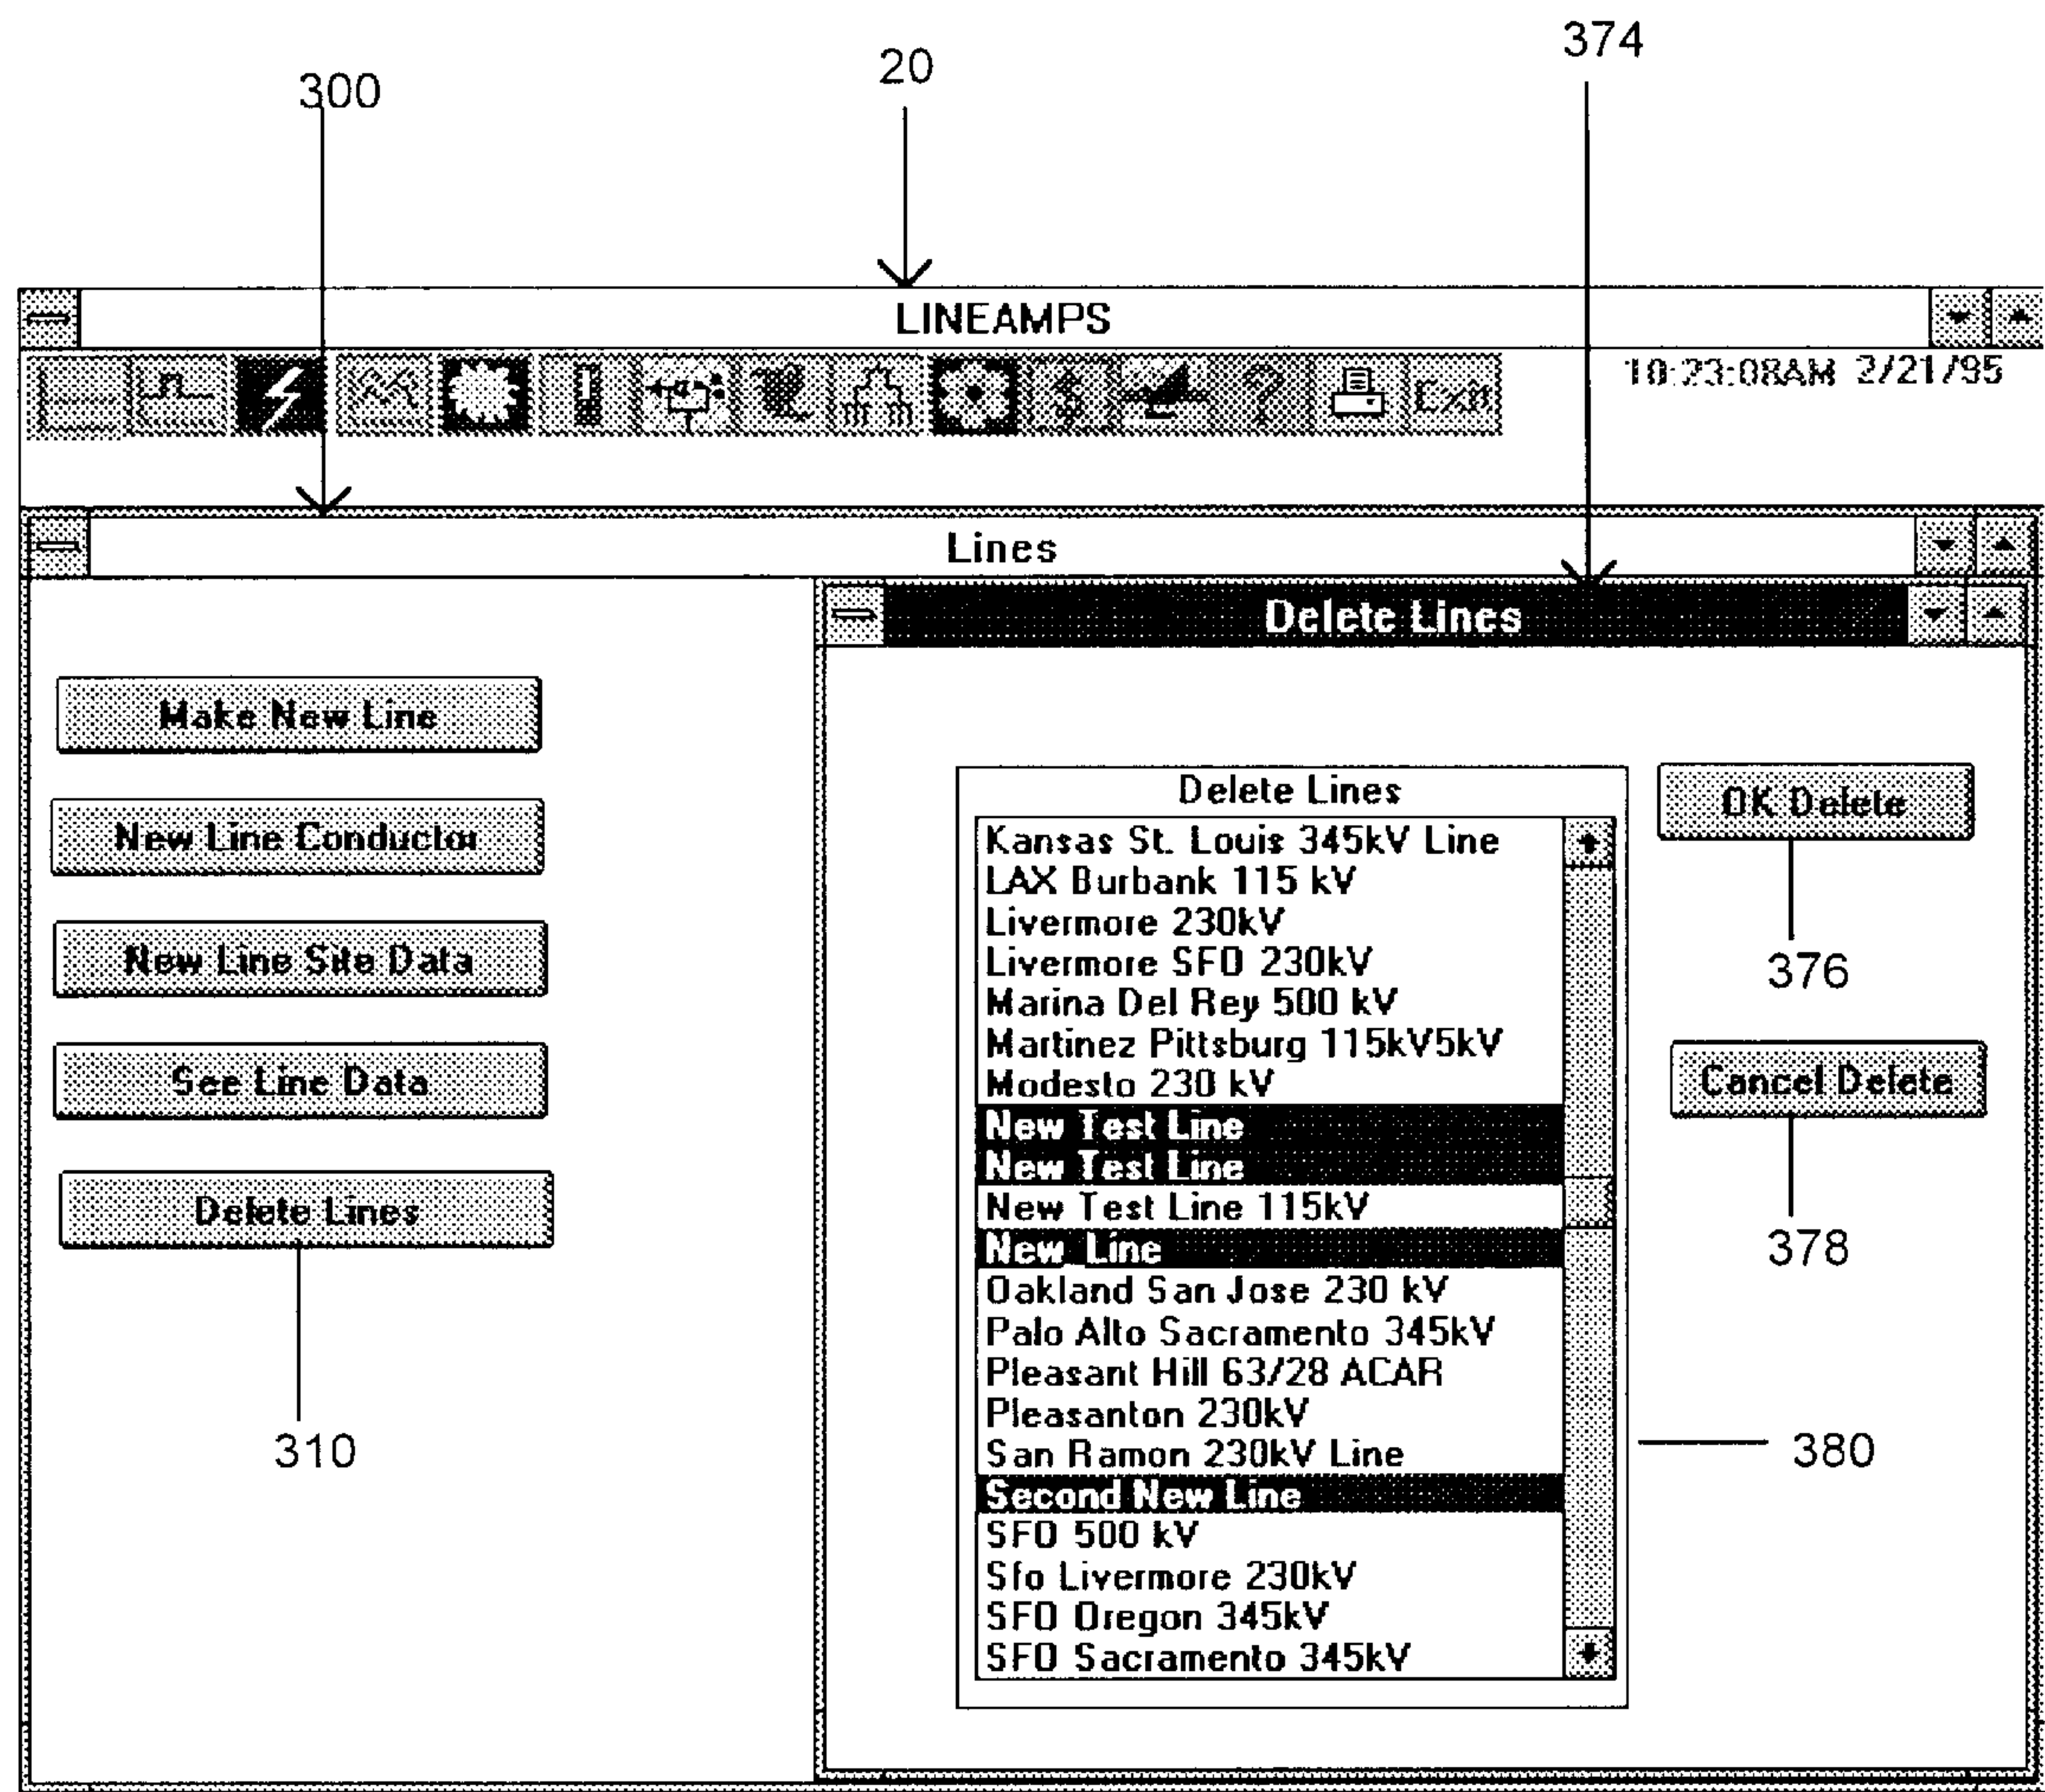 374
20
300
LINEAMPS
Exit
10:23:08AM 2/21/95
Lines
Delete Lines
Make New Line
New Line Conductor
New Line Site Data
See Line Data
Delete Lines
310
Delete Lines
Kansas St. Louis 345kV Line
LAX Burbank 115 kV
Livermore 230kV
Livermore SFO 230kV
Marina Del Rey 500 kV
Martinez Pittsburg 115kV5kV
Modesto 230 kV
New Test Line
New Test Line
New Test Line 115kV
New Line
Oakland San Jose 230 kV
Palo Alto Sacramento 345kV
Pleasant Hill 63/28 ACAR
Pleasanton 230kV
San Ramon 230kV Line
Second New Line
SFO 500 kV
Sfo Livermore 230kV
SFO Oregon 345kV
SFO Sacramento 345kV
OK Delete
376
Cancel Delete
378
380